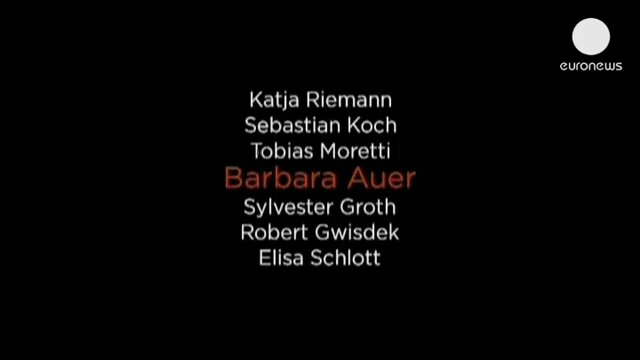 euronews
Katja Riemann
Sebastian Koch
Tobias Moretti
Barbara Auer
Sylvester Groth
Robert Gwisdek
Elisa Schlott